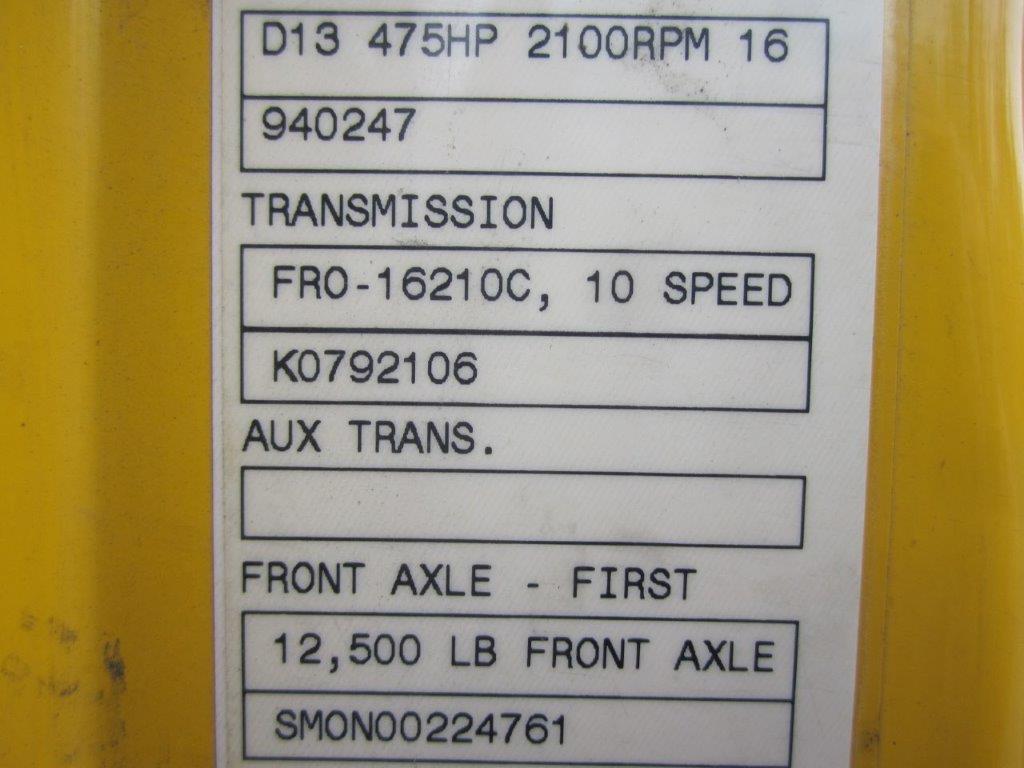 D13 475HP 2100RPM 16
940247
TRANSMISSION
FRO-16210C, 10 SPEED
K0792106
AUX TRANS.
FRONT AXLE - FIRST
12,500 LB FRONT AXLE
SMON00224761